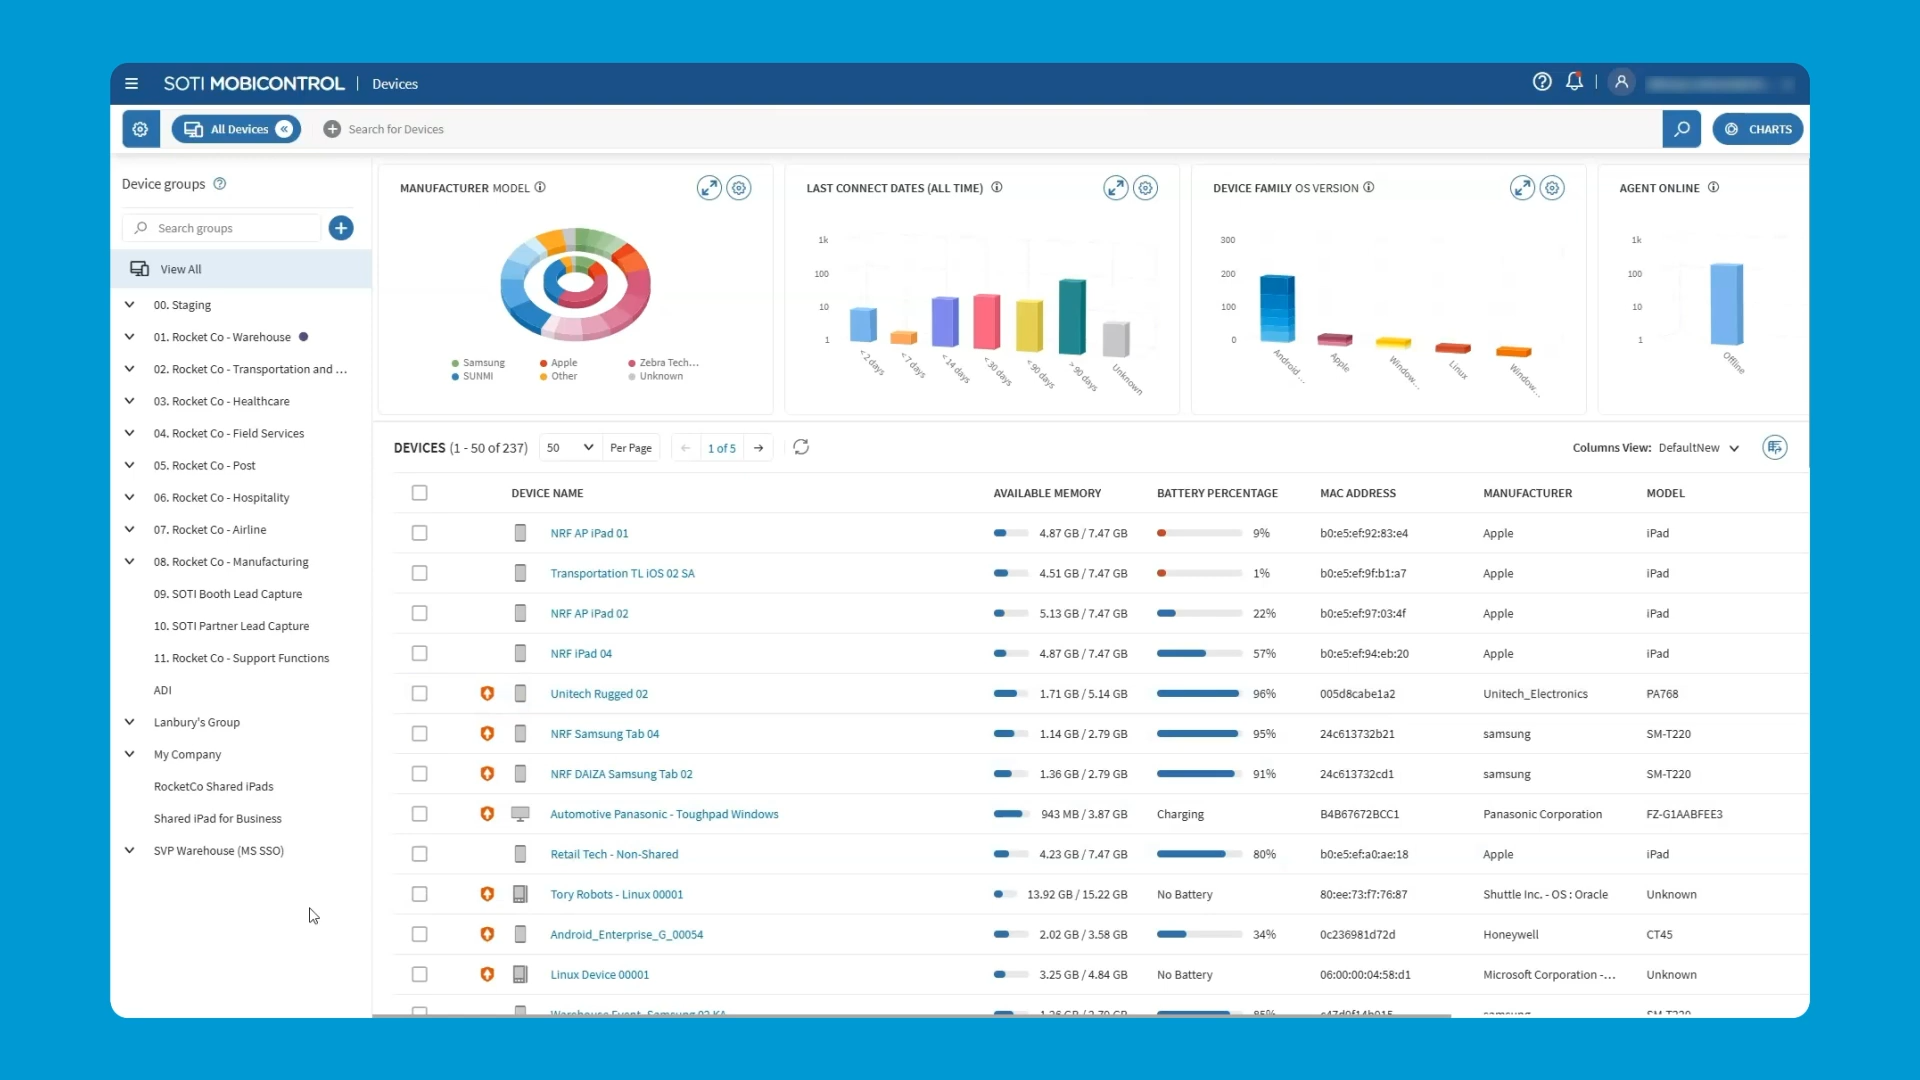 SOTI MOBICONTROL | Devices
All Devices
Search for Devices
CHARTS
Device groups
Search groups
View All
00. Staging
01. Rocket Co - Warehouse
02. Rocket Co - Transportation and ...
03. Rocket Co - Healthcare
04. Rocket Co - Field Services
05. Rocket Co - Post
06. Rocket Co - Hospitality
07. Rocket Co - Airline
08. Rocket Co - Manufacturing
09. SOTI Booth Lead Capture
10. SOTI Partner Lead Capture
11. Rocket Co - Support Functions
ADI
Lanbury's Group
My Company
RocketCo Shared iPads
Shared iPad for Business
SVP Warehouse (MS SSO)
MANUFACTURER MODEL
Samsung Apple Zebra Tech...
SUNMI Other Unknown
LAST CONNECT DATES (ALL TIME)
1k
100
10
1
< 2 days < 7 days < 14 days < 30 days < 90 days > 90 days Unknown
DEVICE FAMILY OS VERSION
300
200
100
0
Android ... Apple Window... Linux Window...
AGENT ONLINE
1k
100
10
1
Offline
DEVICES (1 - 50 of 237) 50 Per Page 1 of 5 Columns View: DefaultNew
DEVICE NAME AVAILABLE MEMORY BATTERY PERCENTAGE MAC ADDRESS MANUFACTURER MODEL
NRF AP iPad 01 4.87 GB / 7.47 GB 9% b0:e5:ef:92:83:e4 Apple iPad
Transportation TL iOS 02 SA 4.51 GB / 7.47 GB 1% b0:e5:ef:9f:b1:a7 Apple iPad
NRF AP iPad 02 5.13 GB / 7.47 GB 22% b0:e5:ef:97:03:4f Apple iPad
NRF iPad 04 4.87 GB / 7.47 GB 57% b0:e5:ef:94:eb:20 Apple iPad
Unitech Rugged 02 1.71 GB / 5.14 GB 96% 005d8cabe1a2 Unitech_Electronics PA768
NRF Samsung Tab 04 1.14 GB / 2.79 GB 95% 24c613732b21 samsung SM-T220
NRF DAIZA Samsung Tab 02 1.36 GB / 2.79 GB 91% 24c613732cd1 samsung SM-T220
Automotive Panasonic - Toughpad Windows 943 MB / 3.87 GB Charging B4B67672BCC1 Panasonic Corporation FZ-G1AABFEE3
Retail Tech - Non-Shared 4.23 GB / 7.47 GB 80% b0:e5:ef:a0:ae:18 Apple iPad
Tory Robots - Linux 00001 13.92 GB / 15.22 GB No Battery 80:ee:73:f7:76:87 Shuttle Inc. - OS : Oracle Unknown
Android_Enterprise_G_00054 2.02 GB / 3.58 GB 34% 0c236981d72d Honeywell CT45
Linux Device 00001 3.25 GB / 4.84 GB No Battery 06:00:00:04:58:d1 Microsoft Corporation -... Unknown